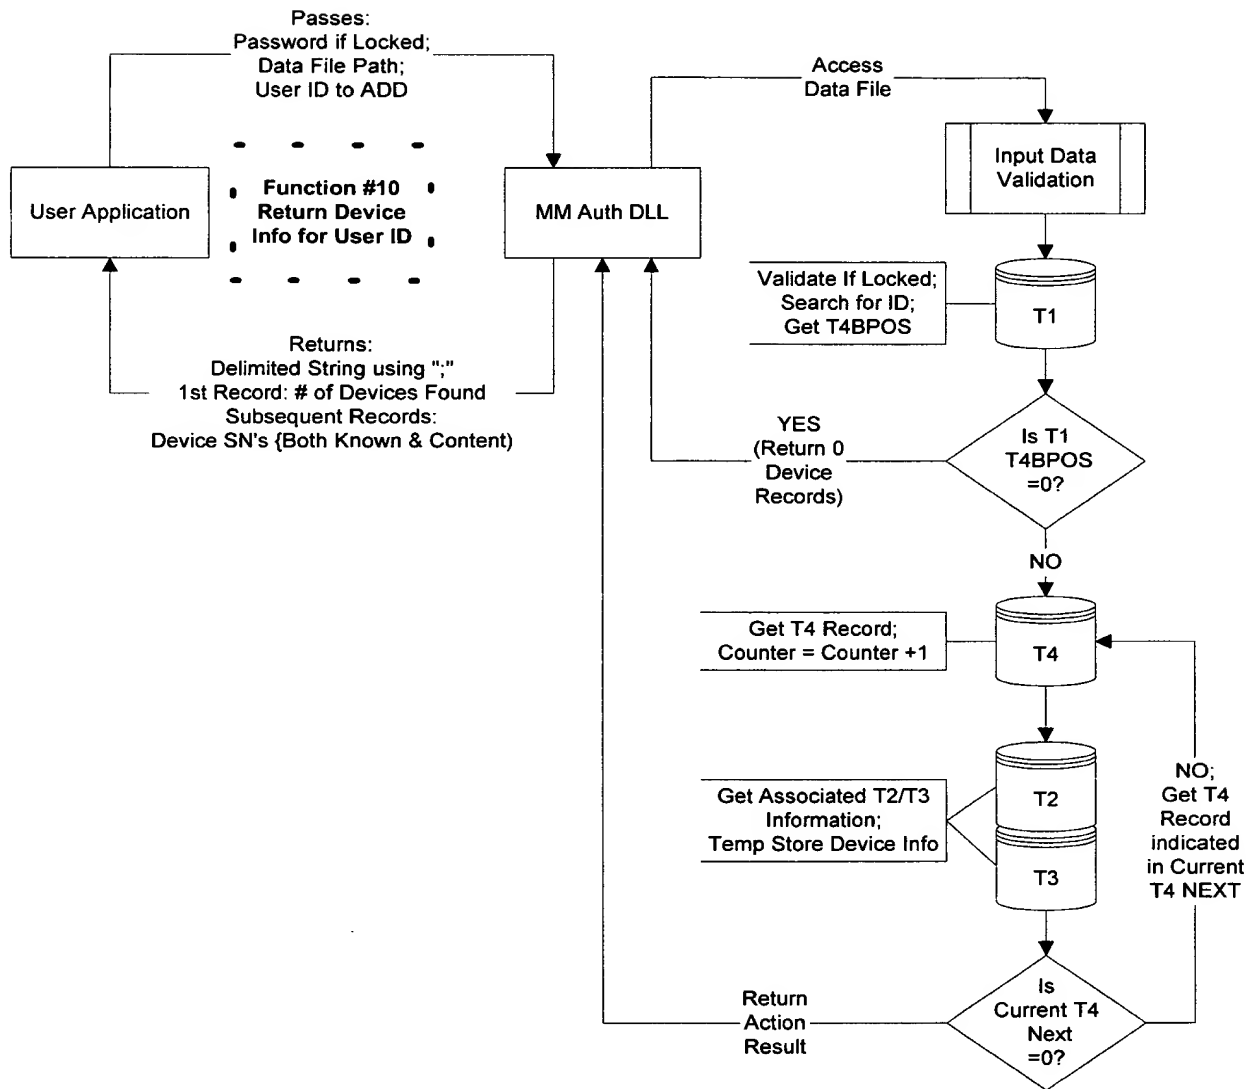 Passes:
Password if Locked;
Data File Path;
User ID to ADD
Access
Data File
Input Data
Validation
User Application
Function #10
Return Device
Info for User ID
MM Auth DLL
Validate If Locked;
Search for ID;
Get T4BPOS
T1
Returns:
Delimited String using ";"
1st Record: # of Devices Found
Subsequent Records:
Device SN's {Both Known & Content)
YES
(Return 0
Device
Records)
Is T1
T4BPOS
=0?
NO
Get T4 Record;
Counter = Counter +1
T4
Get Associated T2/T3
Information;
Temp Store Device Info
T2
T3
NO;
Get T4
Record
indicated
in Current
T4 NEXT
Return
Action
Result
Is
Current T4
Next
=0?